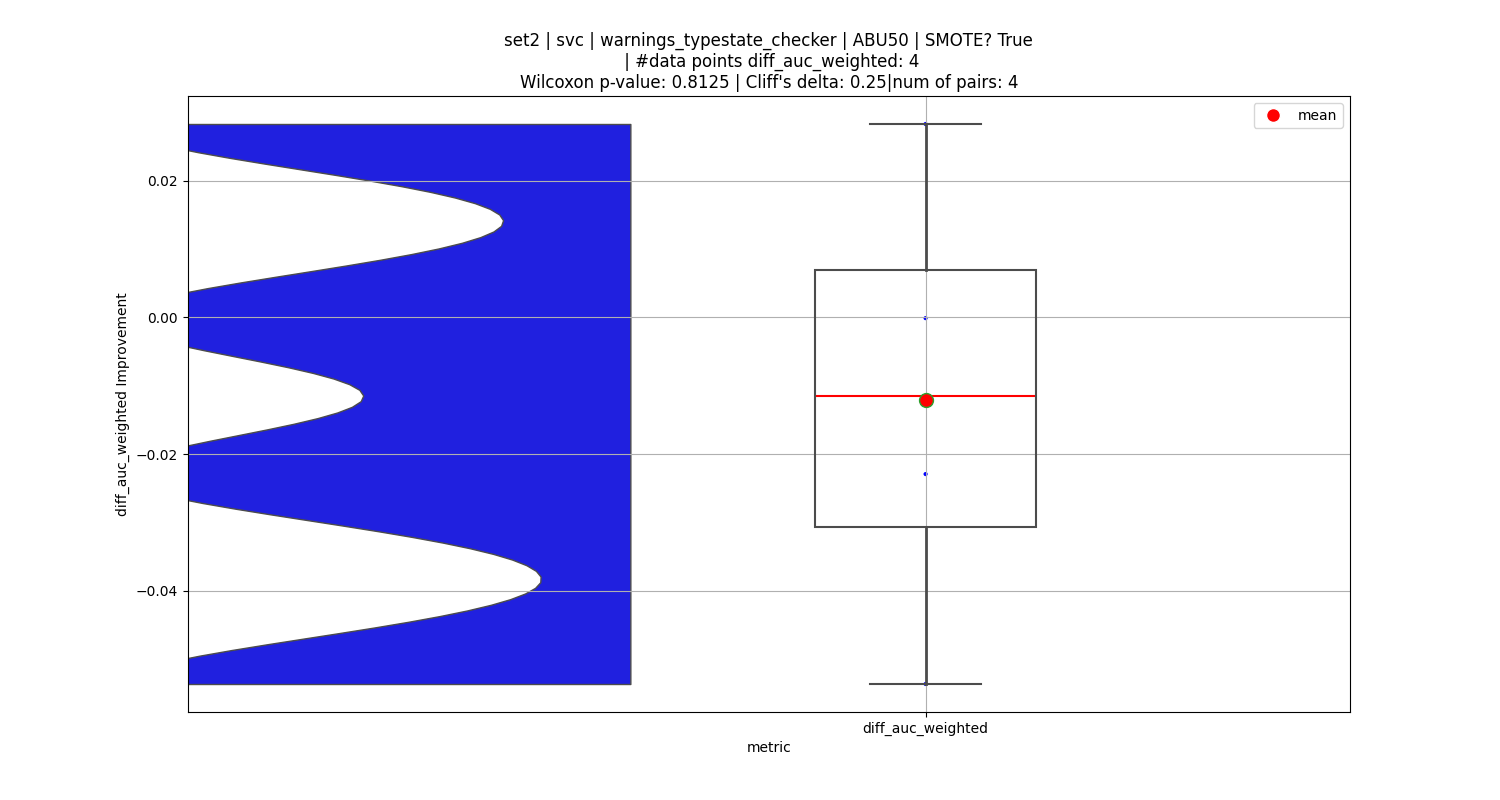 set2 | svc | warnings_typestate_checker | ABU50 | SMOTE? True
| #data points diff_auc_weighted: 4
Wilcoxon p-value: 0.8125 | Cliff's delta: 0.25|num of pairs: 4
mean
0.02
0.00
−0.02
−0.04
diff_auc_weighted Improvement
diff_auc_weighted
metric